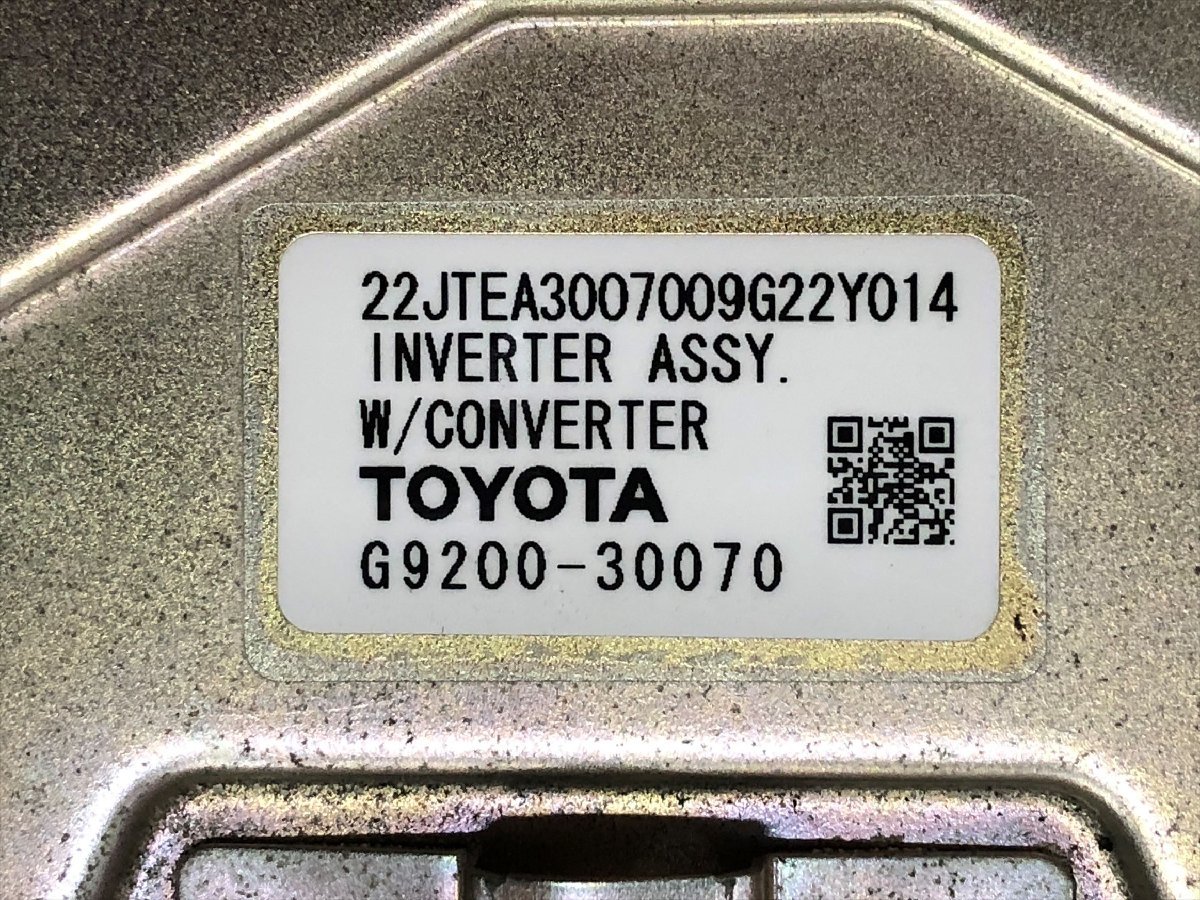 22JTEA3007009G22Y014
INVERTER ASSY.
W/CONVERTER
TOYOTA
G9200-30070